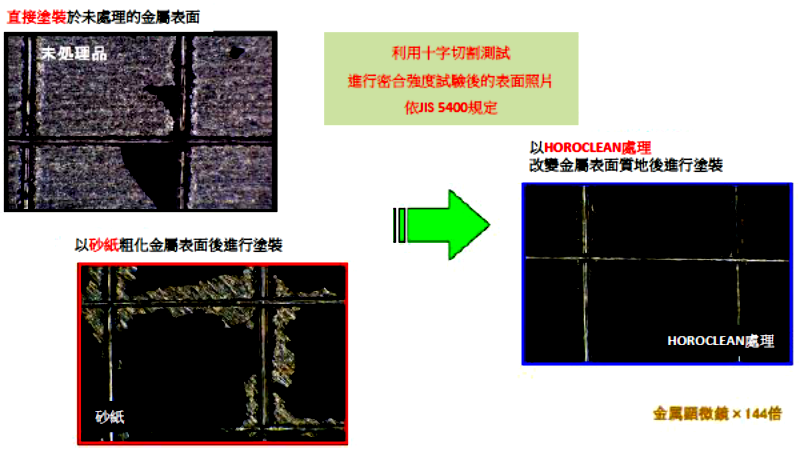 直接塗裝於未處理的金屬表面
未処理品
利用十字切割測試
進行密合強度試驗後的表面照片
依JIS 5400規定
以HOROCLEAN處理
改變金屬表面質地後進行塗裝
以砂紙粗化金屬表面後進行塗裝
HOROCLEAN處理
砂紙
金属顕微鏡×144倍